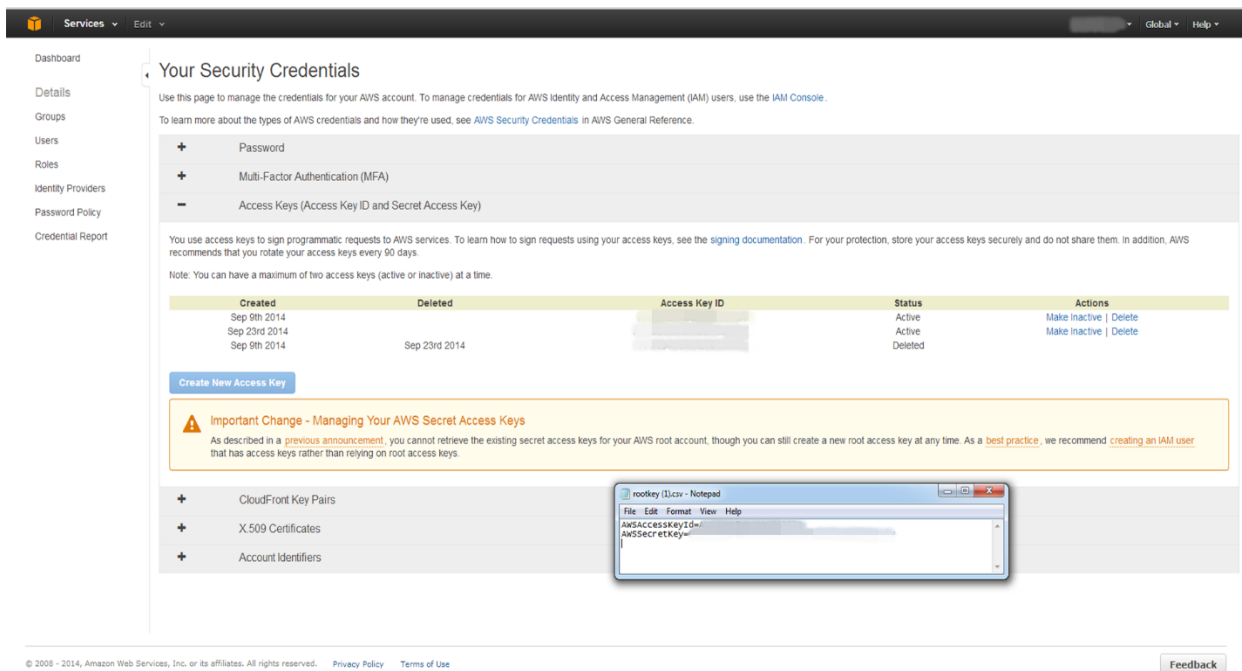 Services Edit Global Help
Dashboard
Your Security Credentials
Details
Use this page to manage the credentials for your AWS account. To manage credentials for AWS Identity and Access Management (IAM) users, use the IAM Console.
Groups
To learn more about the types of AWS credentials and how they're used, see AWS Security Credentials in AWS General Reference.
Users
+ Password
Roles
+ Multi-Factor Authentication (MFA)
Identity Providers
− Access Keys (Access Key ID and Secret Access Key)
Password Policy
Credential Report
You use access keys to sign programmatic requests to AWS services. To learn how to sign requests using your access keys, see the signing documentation. For your protection, store your access keys securely and do not share them. In addition, AWS
recommends that you rotate your access keys every 90 days.
Note: You can have a maximum of two access keys (active or inactive) at a time.
Created Deleted Access Key ID Status Actions
Sep 9th 2014 Active Make Inactive | Delete
Sep 23rd 2014 Active Make Inactive | Delete
Sep 9th 2014 Sep 23rd 2014 Deleted
Create New Access Key
Important Change - Managing Your AWS Secret Access Keys
As described in a previous announcement, you cannot retrieve the existing secret access keys for your AWS root account, though you can still create a new root access key at any time. As a best practice, we recommend creating an IAM user
that has access keys rather than relying on root access keys.
+ CloudFront Key Pairs
+ X.509 Certificates
+ Account Identifiers
rootkey (1).csv - Notepad
File Edit Format View Help
AWSAccessKeyId=
AWSSecretKey=
© 2008 - 2014, Amazon Web Services, Inc. or its affiliates. All rights reserved. Privacy Policy Terms of Use Feedback